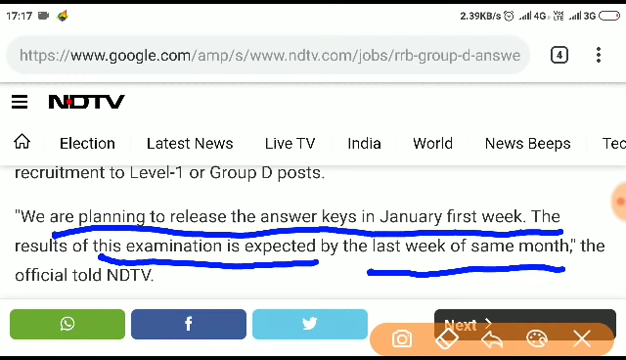 17:17 2.39KB/s 4G VoLTE 3G
https://www.google.com/amp/s/www.ndtv.com/jobs/rrb-group-d-answe 4
NDTV
Election Latest News Live TV India World News Beeps Tec
recruitment to Level-1 or Group D posts.
"We are planning to release the answer keys in January first week. The
results of this examination is expected by the last week of same month," the
official told NDTV.
Next